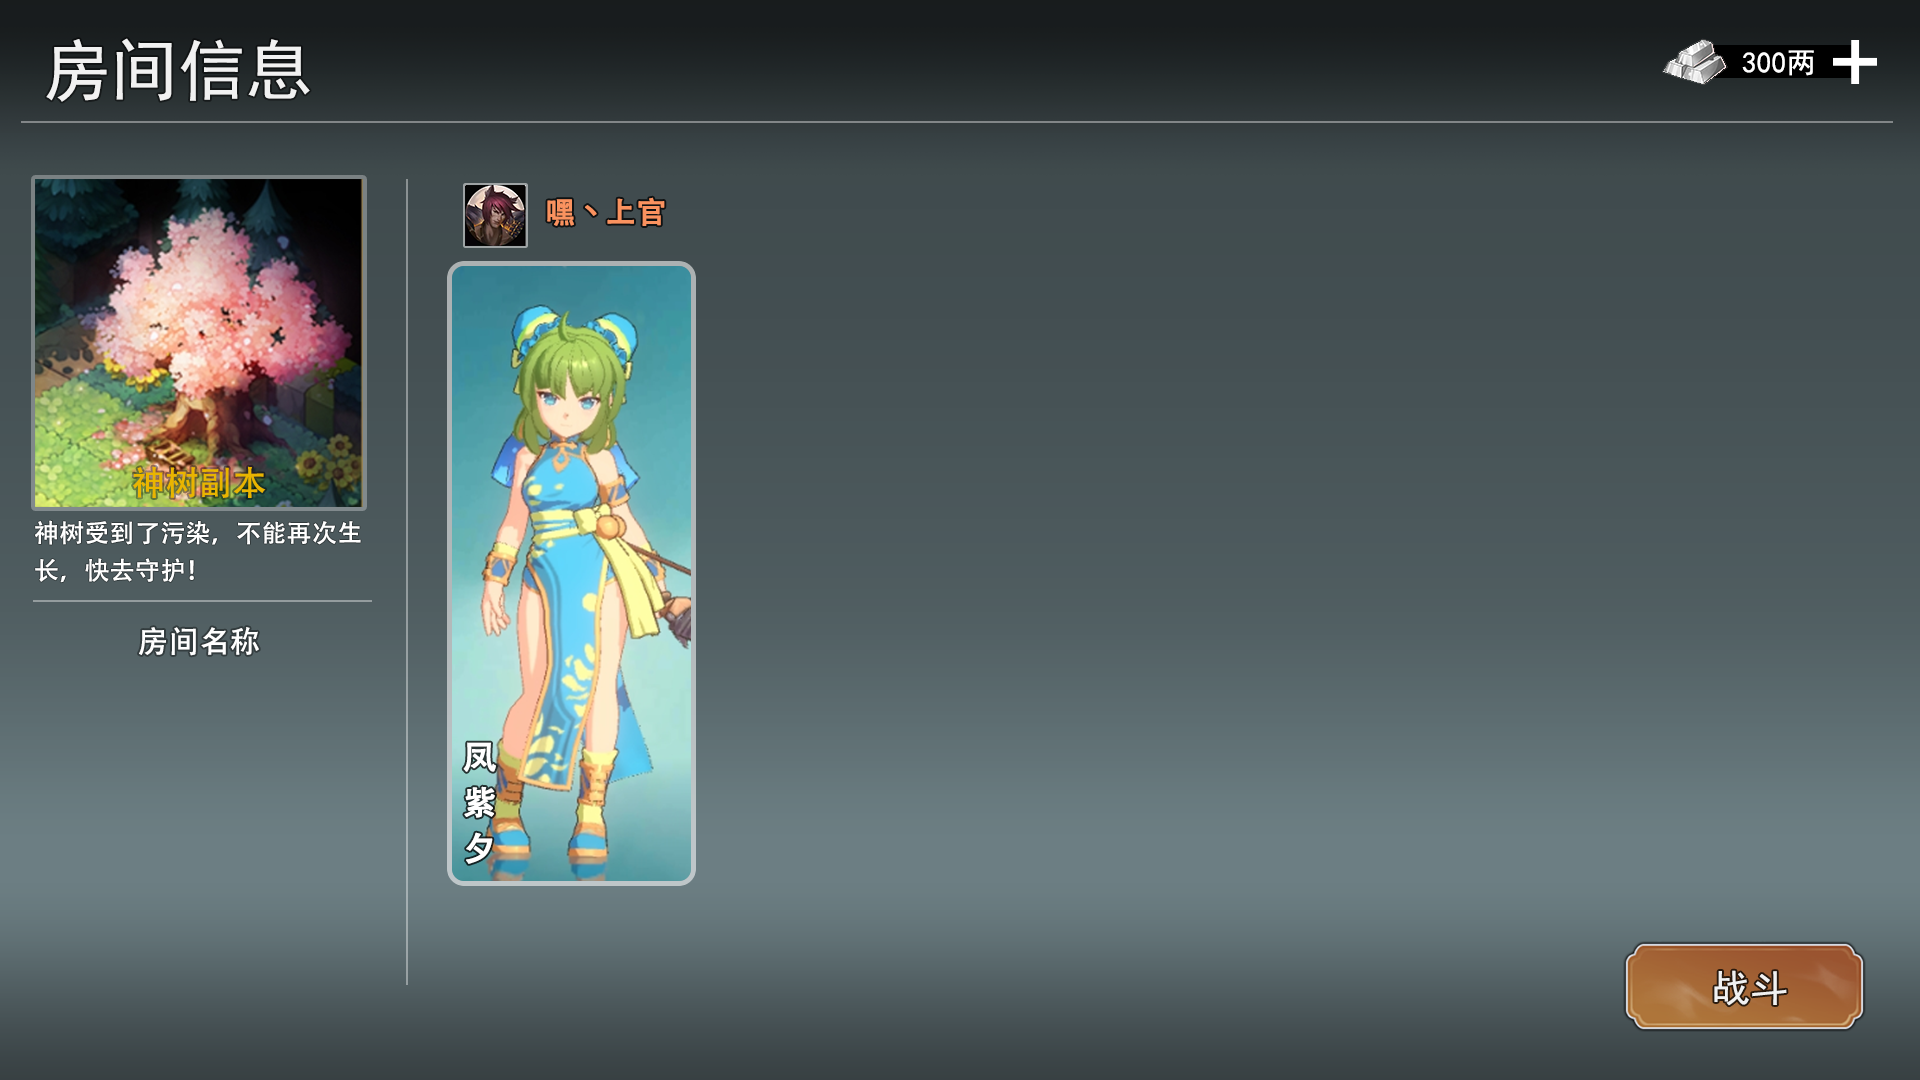 房间信息
300两
神树副本
神树受到了污染，不能再次生
长，快去守护！
房间名称
嘿丶上官
凤紫夕
战斗